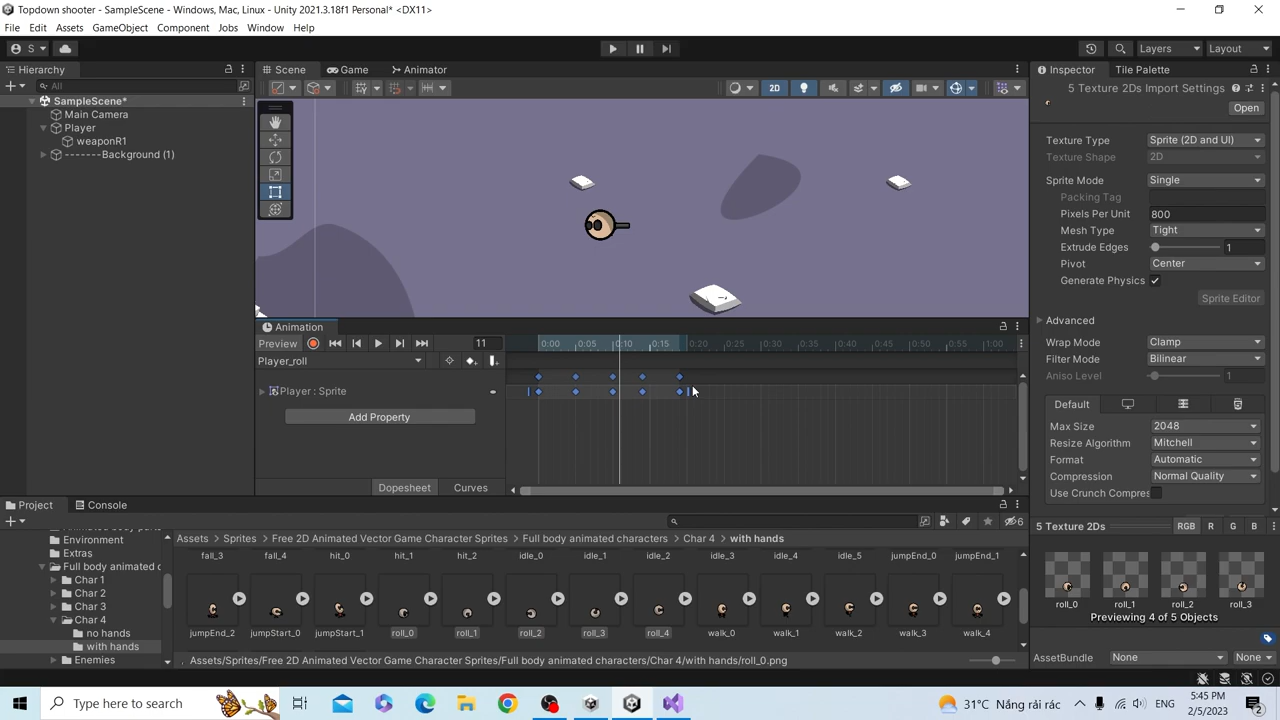 Topdown shooter - SampleScene - Windows, Mac, Linux - Unity 2021.3.18f1 Personal* <DX11>
File Edit Assets GameObject Component Jobs Window Help
S Layers Layout
Hierarchy Scene Game Animator Inspector Tile Palette
All
2D
5 Texture 2Ds Import Settings
Open
SampleScene*
Main Camera
Player
weaponR1
-------Background (1)
Texture Type Sprite (2D and UI)
Texture Shape 2D
Sprite Mode Single
Packing Tag
Pixels Per Unit 800
Mesh Type Tight
Extrude Edges 1
Pivot Center
Generate Physics
Sprite Editor
Advanced
Wrap Mode Clamp
Filter Mode Bilinear
Aniso Level 1
Default
Max Size 2048
Resize Algorithm Mitchell
Format Automatic
Compression Normal Quality
Use Crunch Compres
Animation
Preview 11 0:00 0:05 0:10 0:15 0:20 0:25 0:30 0:35 0:40 0:45 0:50 0:55 1:00
Player_roll
Player : Sprite
Add Property
Dopesheet Curves
Project Console
6
Environment
Extras
Full body animated c
Char 1
Char 2
Char 3
Char 4
no hands
with hands
Enemies
Assets > Sprites > Free 2D Animated Vector Game Character Sprites > Full body animated characters > Char 4 > with hands
fall_3 fall_4 hit_0 hit_1 hit_2 idle_0 idle_1 idle_2 idle_3 idle_4 idle_5 jumpEnd_0 jumpEnd_1
jumpEnd_2 jumpStart_0 jumpStart_1 roll_0 roll_1 roll_2 roll_3 roll_4 walk_0 walk_1 walk_2 walk_3 walk_4
Assets/Sprites/Free 2D Animated Vector Game Character Sprites/Full body animated characters/Char 4/with hands/roll_0.png
5 Texture 2Ds RGB R G B
roll_0 roll_1 roll_2 roll_3
Previewing 4 of 5 Objects
AssetBundle None None
Type here to search
31°C Nắng rải rác
ENG
5:45 PM
2/5/2023
2